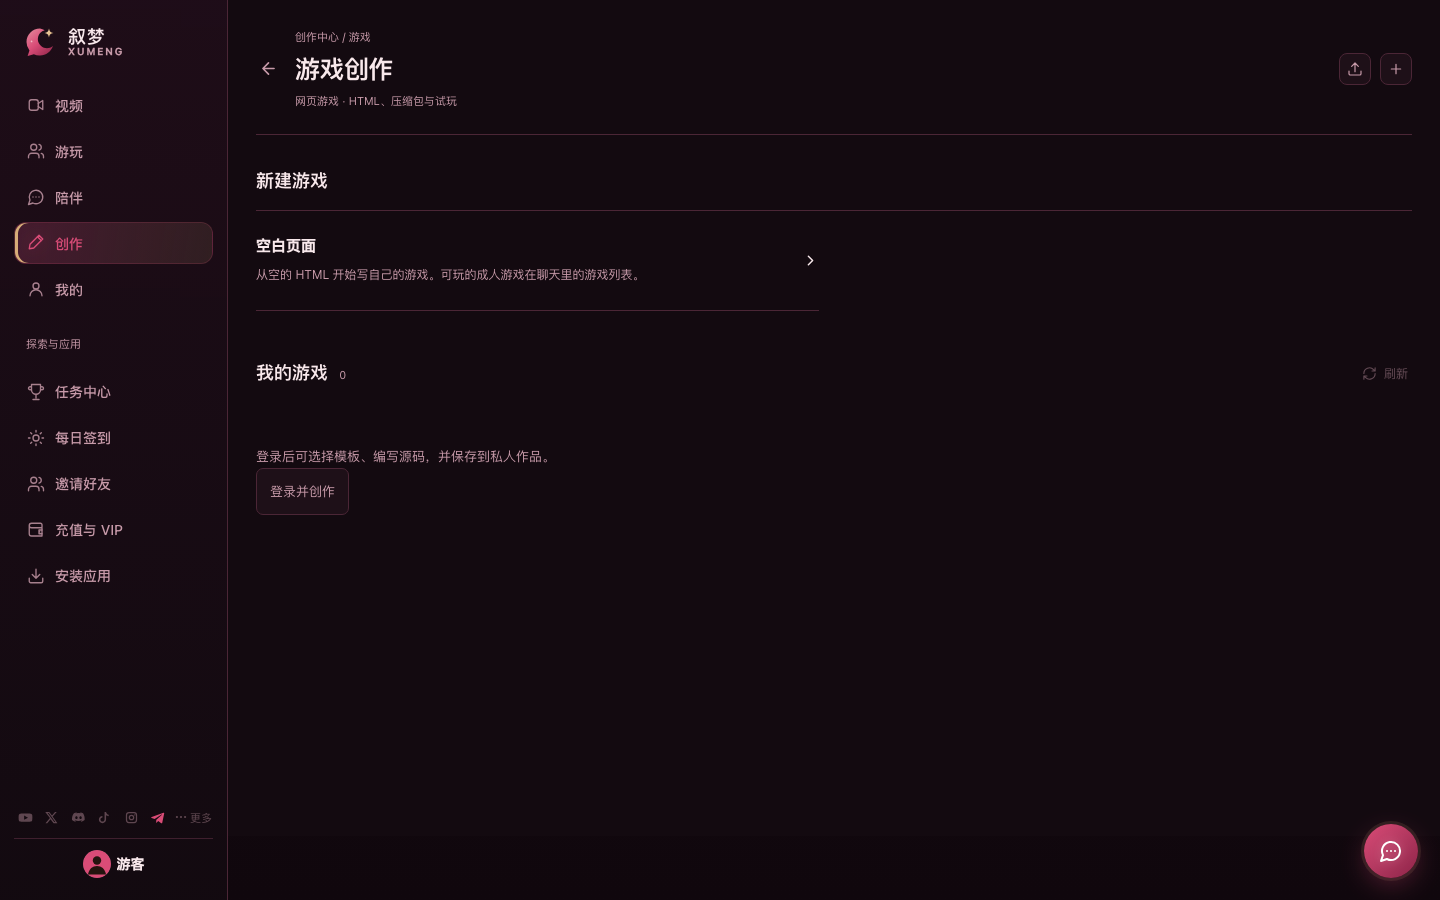 叙梦
XUMENG
视频
游玩
陪伴
创作
我的
探索与应用
任务中心
每日签到
邀请好友
充值与 VIP
安装应用
更多
游客
创作中心 / 游戏
游戏创作
网页游戏 · HTML、压缩包与试玩
新建游戏
空白页面
从空的 HTML 开始写自己的游戏。可玩的成人游戏在聊天里的游戏列表。
我的游戏 0
刷新
登录后可选择模板、编写源码，并保存到私人作品。
登录并创作